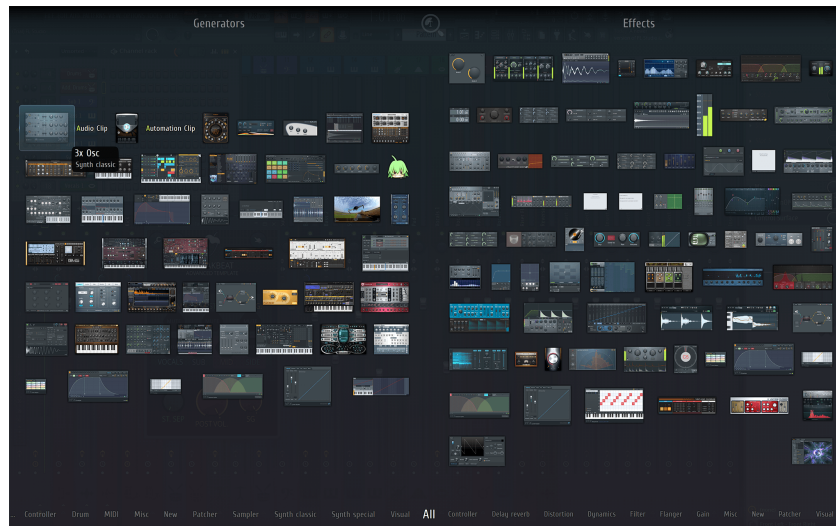 Generators
Effects
Audio Clip
Automation Clip
3x Osc
Synth classic
Controller Drum MIDI Misc New Patcher Sampler Synth classic Synth special Visual All Controller Delay reverb Distortion Dynamics Filter Flanger Gain Misc New Patcher Visual